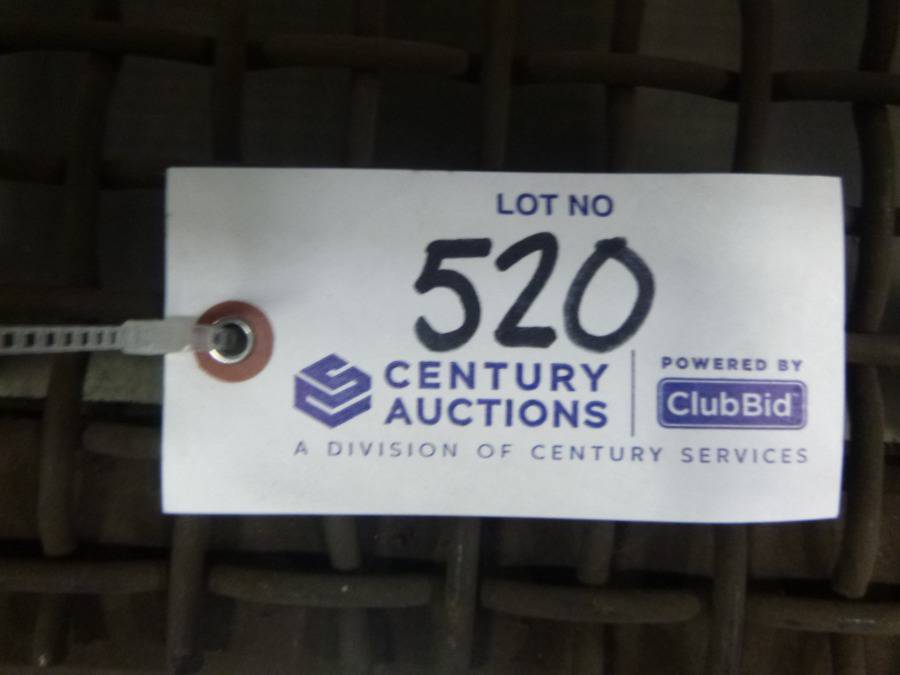 LOT NO
520
CENTURY
AUCTIONS
POWERED BY
ClubBid
A DIVISION OF CENTURY SERVICES